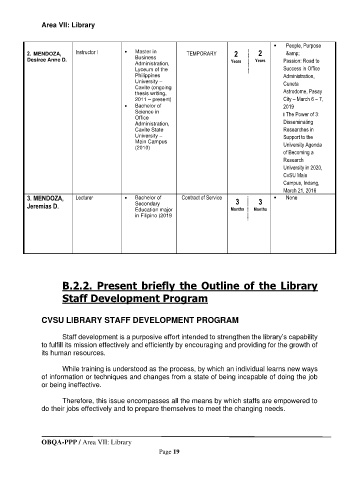 Area VII: Library
2. MENDOZA,
Desiree Anne D.
Instructor I
• Master in
Business
Administration,
Lyceum of the
Philippines
University –
Cavite (ongoing
thesis writing,
2011 – present)
• Bachelor of
Science in
Office
Administration,
Cavite State
University –
Main Campus
TEMPORARY
2
Years
2
Years
• People, Purpose
&amp;
Passion: Road to
Success in Office
Administration,
Cuneta
Astrodome, Pasay
City – March 6 – 7,
2019
The Power of 3
Disseminating
Researches in
Support to the
University Agenda
of Becoming a
Research
University in 2020,
CvSU Main
Campus, Indang,
March 21, 2016
3. MENDOZA,
Jeremias D.
Lecturer
• Bachelor of
Secondary
Education major
in Filipino (2019
Contract of Service
3
Months
3
Months
• None
B.2.2. Present briefly the Outline of the Library
Staff Development Program
CVSU LIBRARY STAFF DEVELOPMENT PROGRAM
Staff development is a purposive effort intended to strengthen the library's capability
to fulfill its mission effectively and efficiently by encouraging and providing for the growth of
its human resources.
While training is understood as the process, by which an individual learns new ways
of information or techniques and changes from a state of being incapable of doing the job
or being ineffective.
Therefore, this issue encompasses all the means by which staffs are empowered to
do their jobs effectively and to prepare themselves to meet the changing needs.
OBQA-PPP / Area VII: Library
Page 19